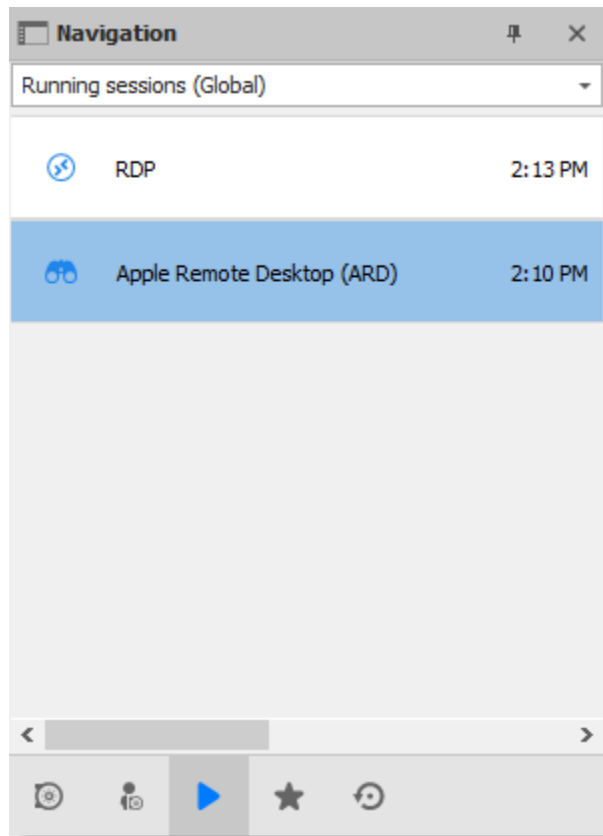 Navigation
Running sessions (Global)
RDP 2:13 PM
Apple Remote Desktop (ARD) 2:10 PM